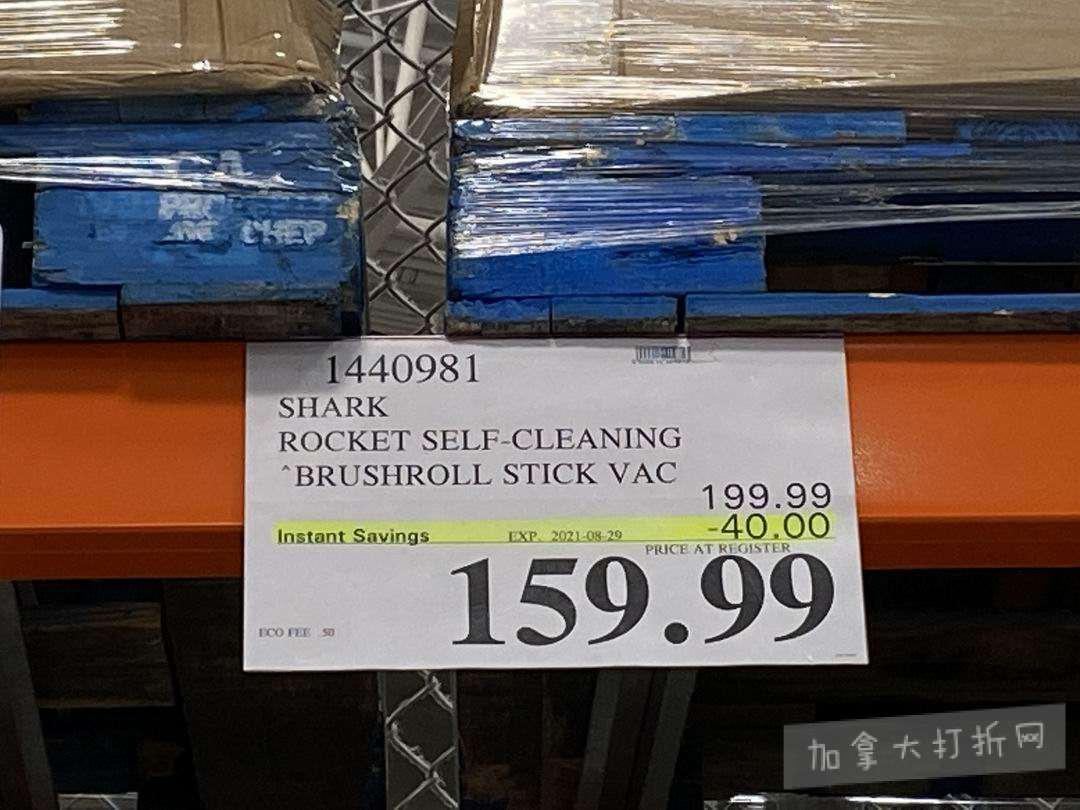 CHEP
1440981
SHARK
ROCKET SELF-CLEANING
^BRUSHROLL STICK VAC
199.99
Instant Savings EXP. 2021-08-29 -40.00
PRICE AT REGISTER
159.99
ECO FEE .50
加拿大打折网